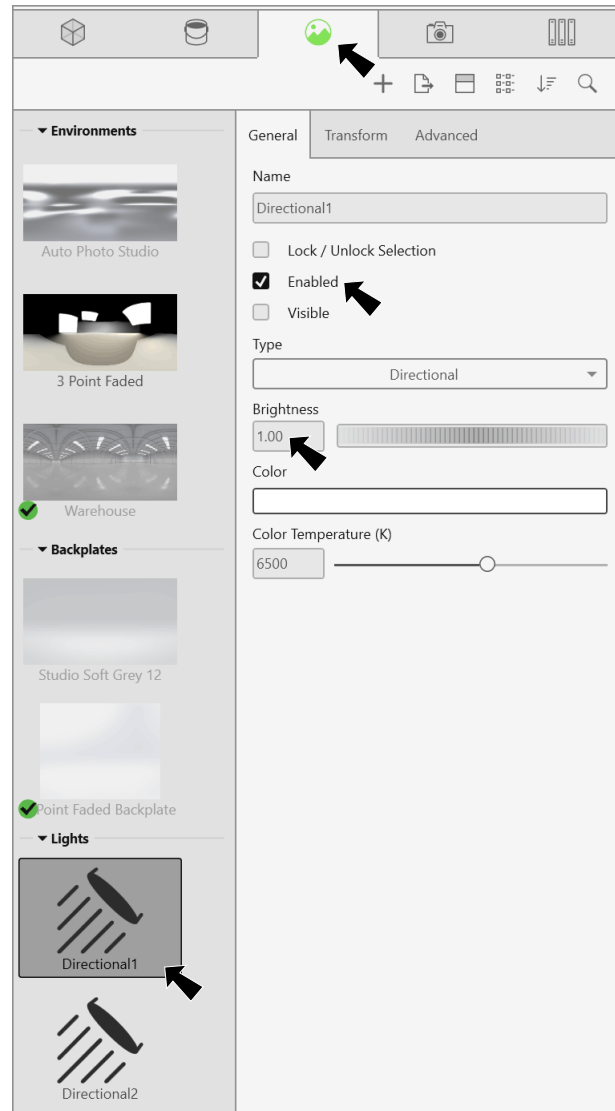 Environments
Auto Photo Studio
3 Point Faded
Warehouse
Backplates
Studio Soft Grey 12
Point Faded Backplate
Lights
Directional1
Directional2
General Transform Advanced
Name
Directional1
Lock / Unlock Selection
Enabled
Visible
Type
Directional
Brightness
1.00
Color
Color Temperature (K)
6500